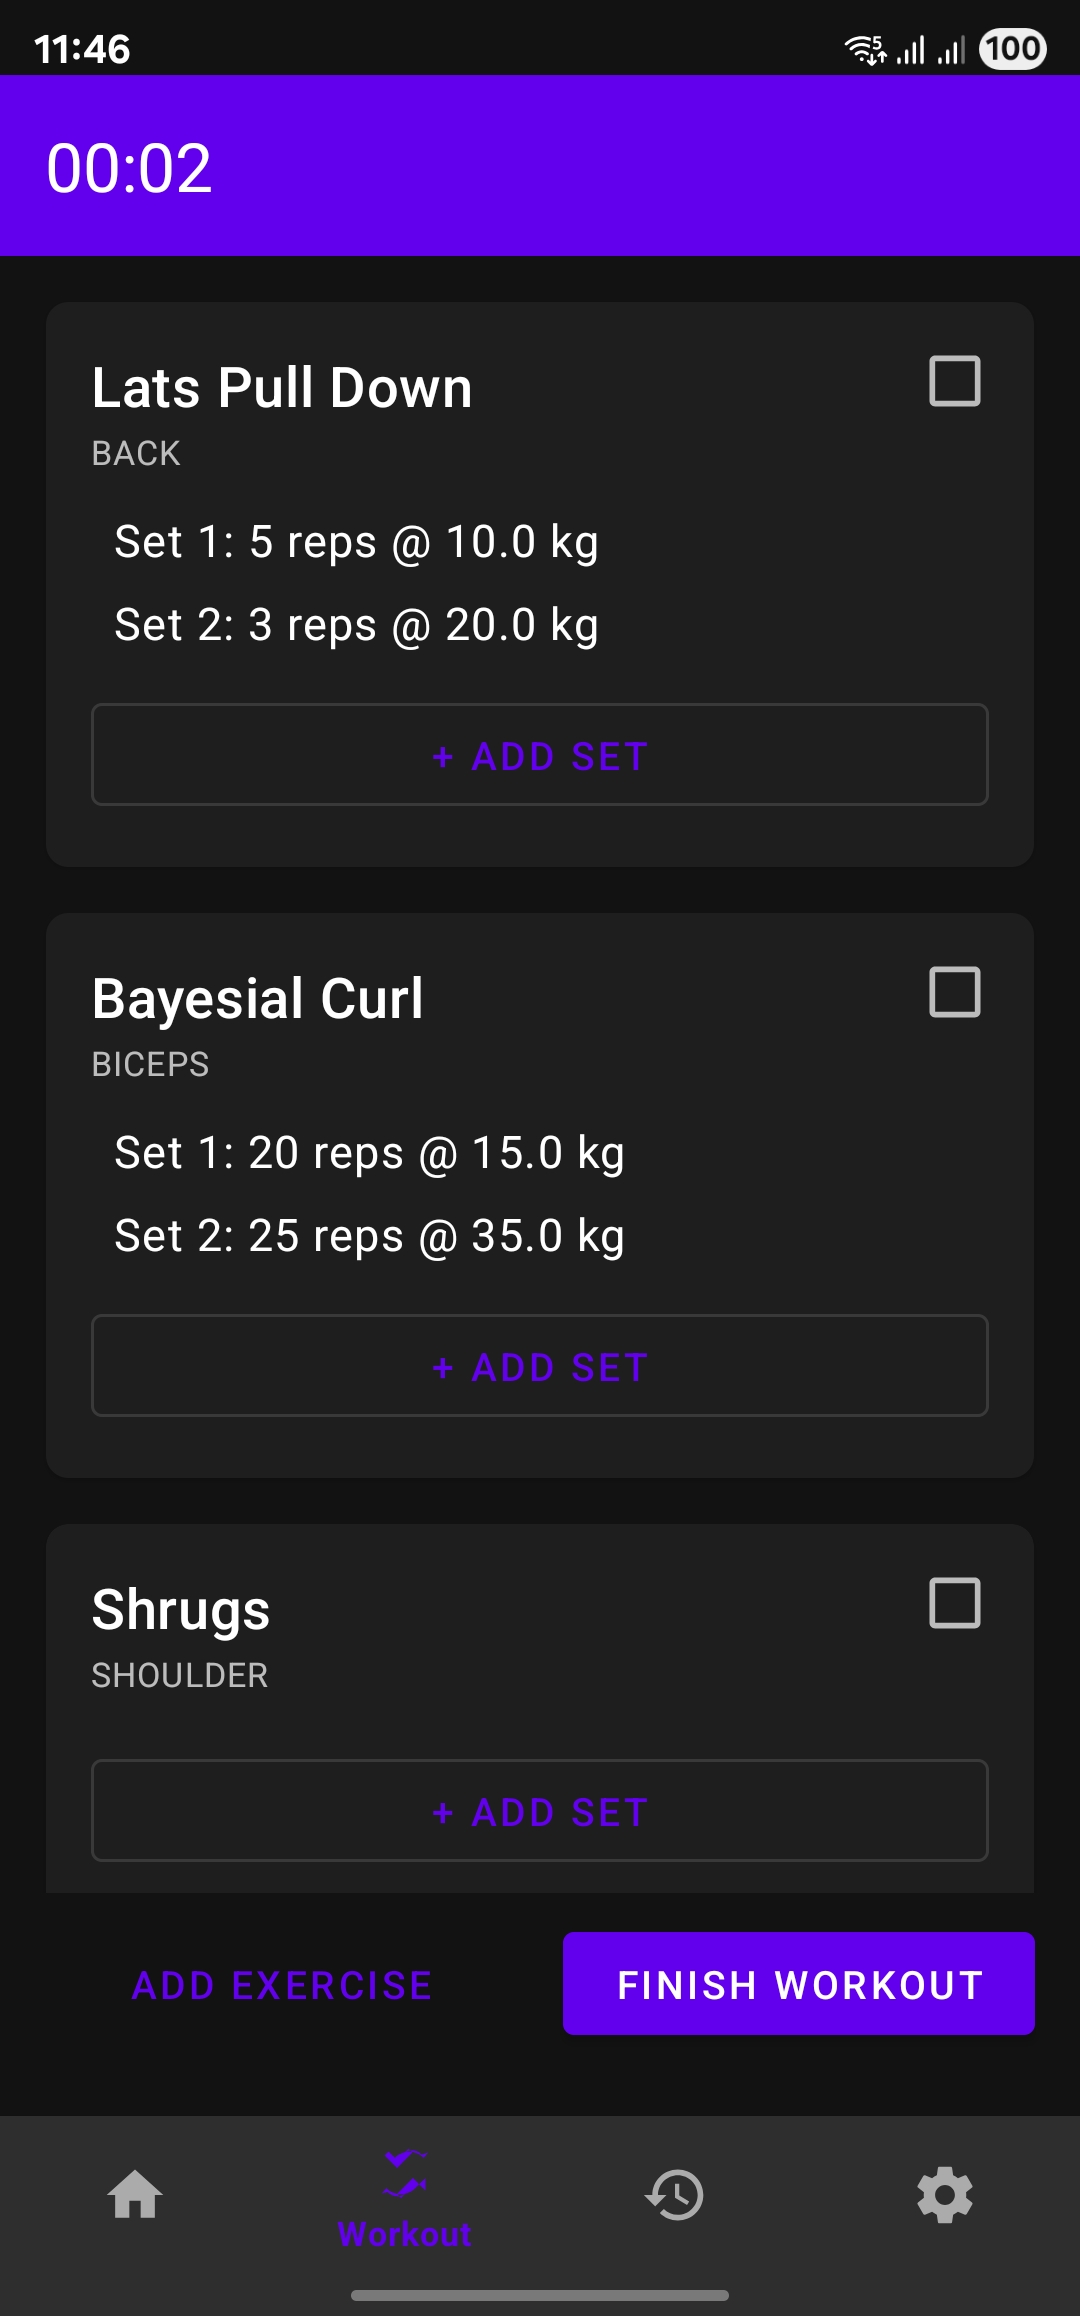 11:46
5
100
00:02
Lats Pull Down
BACK
Set 1: 5 reps @ 10.0 kg
Set 2: 3 reps @ 20.0 kg
+ ADD SET
Bayesial Curl
BICEPS
Set 1: 20 reps @ 15.0 kg
Set 2: 25 reps @ 35.0 kg
+ ADD SET
Shrugs
SHOULDER
+ ADD SET
ADD EXERCISE
FINISH WORKOUT
Workout